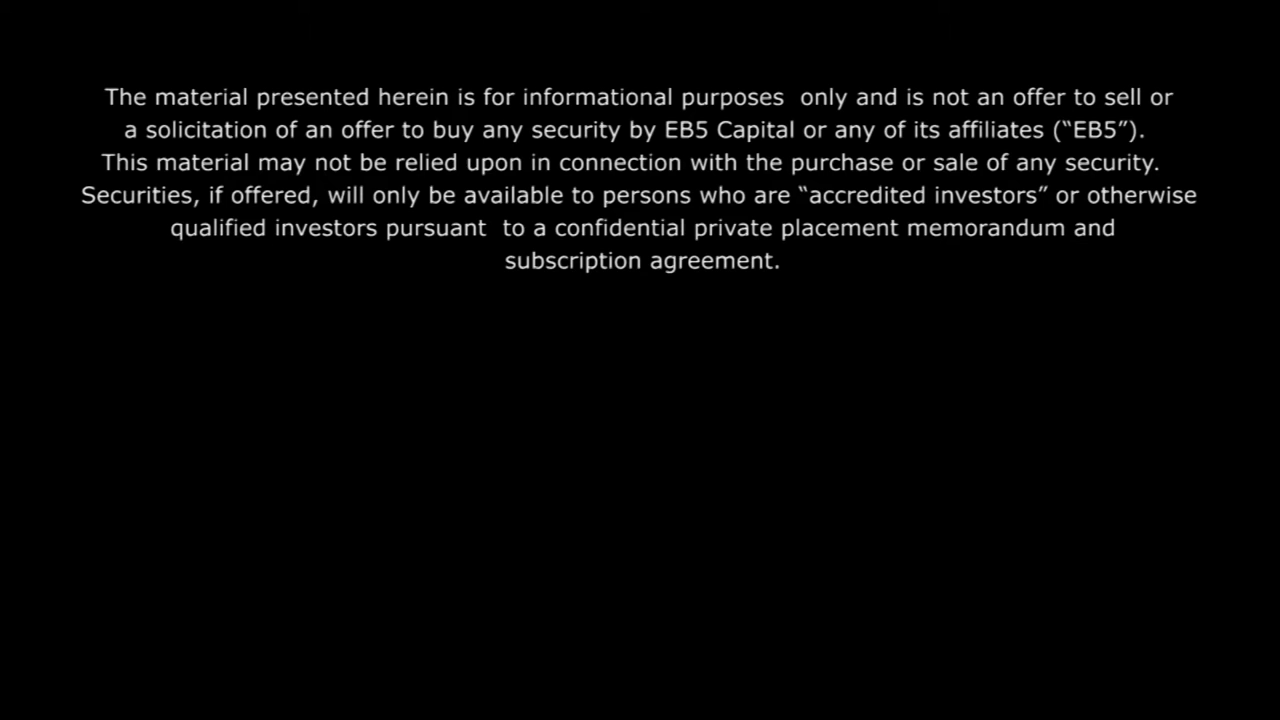 The material presented herein is for informational purposes  only and is not an offer to sell or
a solicitation of an offer to buy any security by EB5 Capital or any of its affiliates (“EB5”).
This material may not be relied upon in connection with the purchase or sale of any security.
Securities, if offered, will only be available to persons who are “accredited investors” or otherwise
qualified investors pursuant  to a confidential private placement memorandum and
subscription agreement.